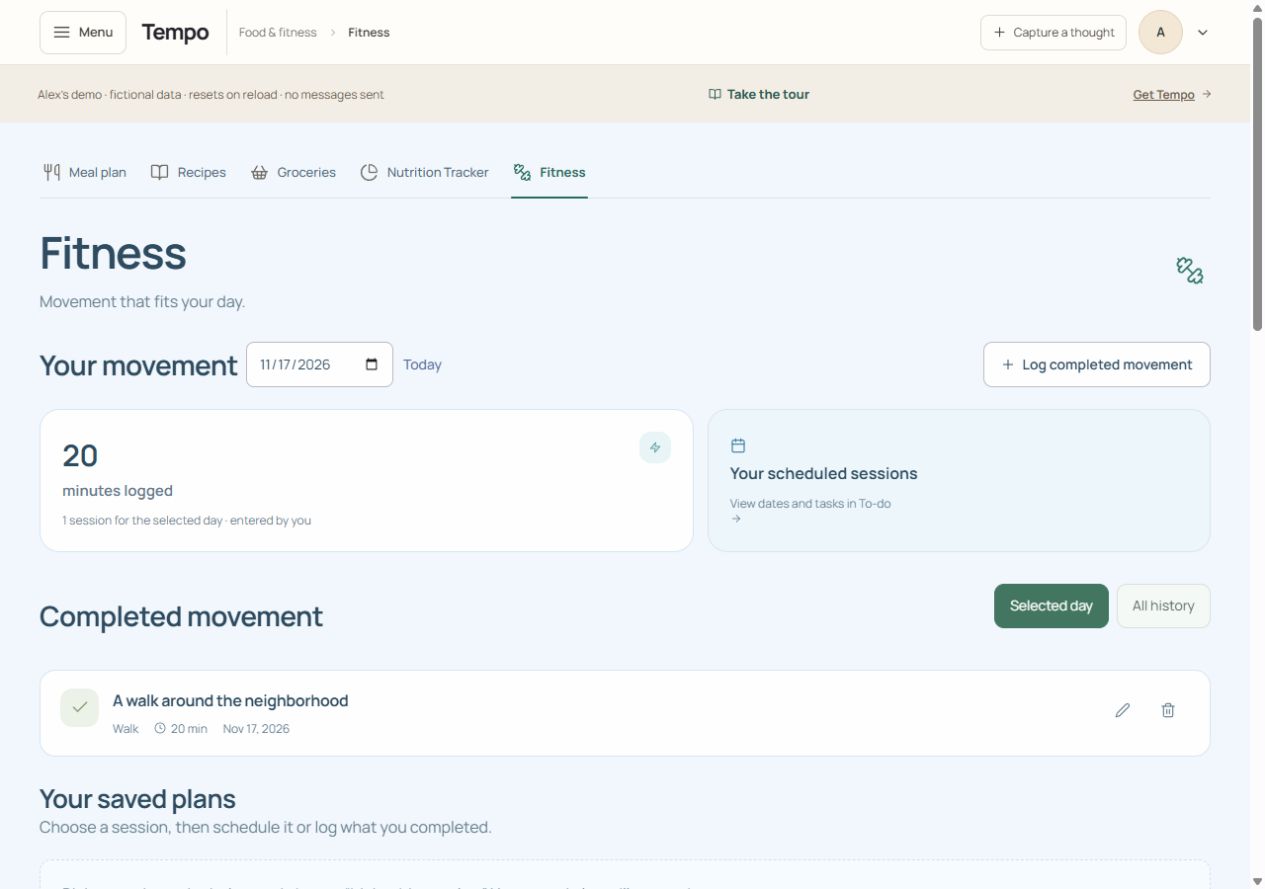 Menu
Tempo
Food & fitness
Fitness
Capture a thought
A
Alex's demo · fictional data · resets on reload · no messages sent
Take the tour
Get Tempo
Meal plan
Recipes
Groceries
Nutrition Tracker
Fitness
Fitness
Movement that fits your day.
Your movement
11/17/2026
Today
Log completed movement
20
minutes logged
1 session for the selected day · entered by you
Your scheduled sessions
View dates and tasks in To-do
Completed movement
Selected day
All history
A walk around the neighborhood
Walk
20 min
Nov 17, 2026
Your saved plans
Choose a session, then schedule it or log what you completed.